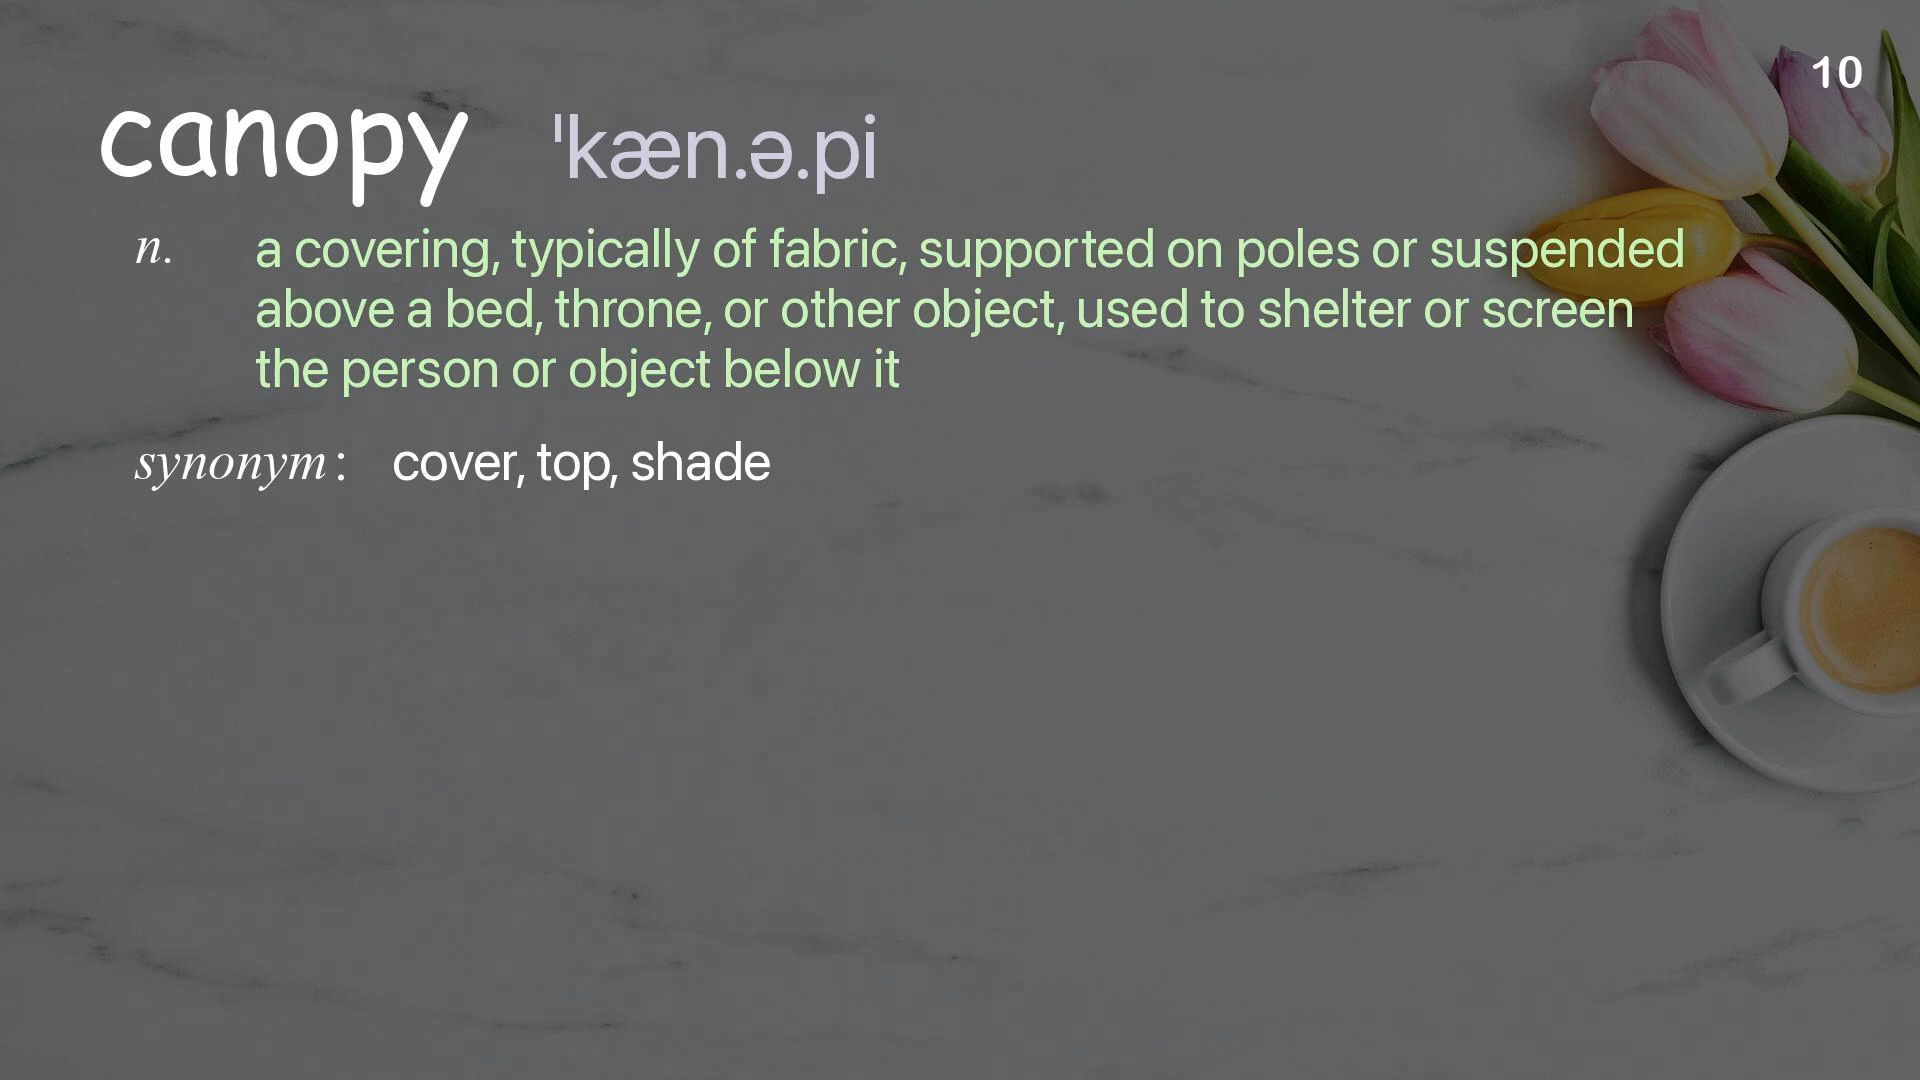 10
canopy ˈkæn.ə.pi
n. a covering, typically of fabric, supported on poles or suspended
above a bed, throne, or other object, used to shelter or screen
the person or object below it
synonym: cover, top, shade